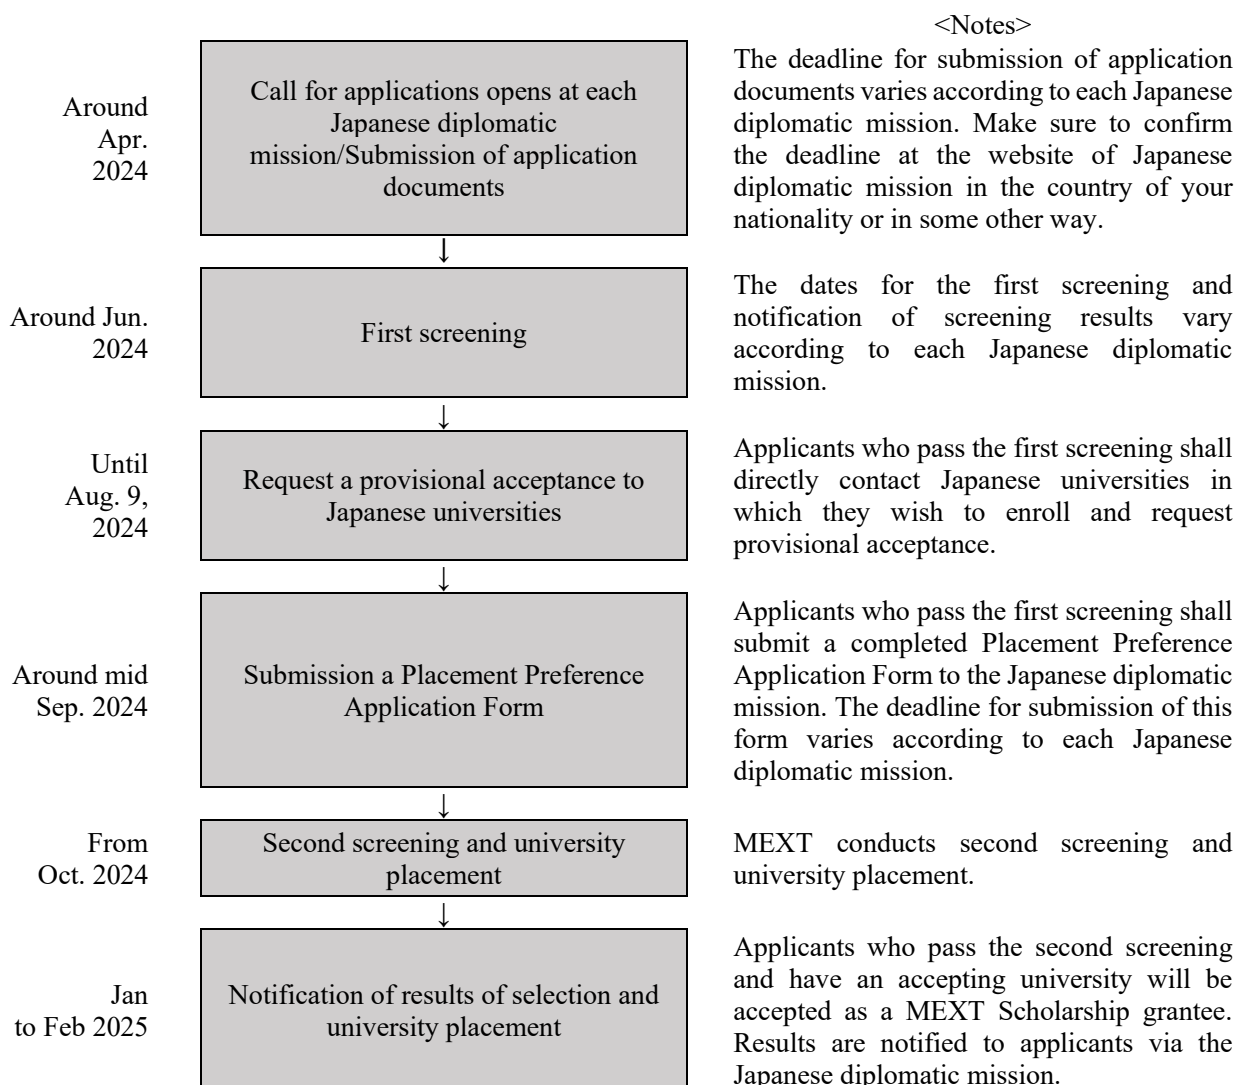 <Notes>
Around
Apr.
2024
Call for applications opens at each
Japanese diplomatic
mission/Submission of application
documents
The deadline for submission of application
documents varies according to each Japanese
diplomatic mission. Make sure to confirm
the deadline at the website of Japanese
diplomatic mission in the country of your
nationality or in some other way.
↓
Around Jun.
2024
First screening
The dates for the first screening and
notification of screening results vary
according to each Japanese diplomatic
mission.
↓
Until
Aug. 9,
2024
Request a provisional acceptance to
Japanese universities
Applicants who pass the first screening shall
directly contact Japanese universities in
which they wish to enroll and request
provisional acceptance.
↓
Around mid
Sep. 2024
Submission a Placement Preference
Application Form
Applicants who pass the first screening shall
submit a completed Placement Preference
Application Form to the Japanese diplomatic
mission. The deadline for submission of this
form varies according to each Japanese
diplomatic mission.
↓
From
Oct. 2024
Second screening and university
placement
MEXT conducts second screening and
university placement.
↓
Jan
to Feb 2025
Notification of results of selection and
university placement
Applicants who pass the second screening
and have an accepting university will be
accepted as a MEXT Scholarship grantee.
Results are notified to applicants via the
Japanese diplomatic mission.